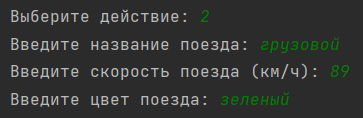 Выберите действие: 2
Введите название поезда: грузовой
Введите скорость поезда (км/ч): 89
Введите цвет поезда: зеленый